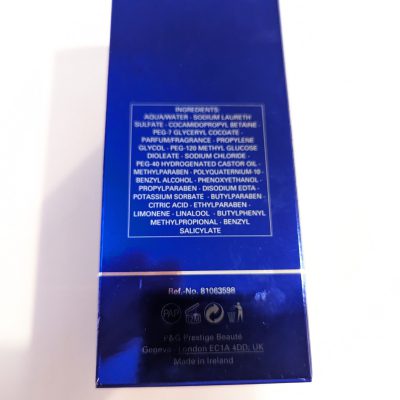 INGREDIENTS:
AQUA/WATER - SODIUM LAURETH
SULFATE - COCAMIDOPROPYL BETAINE -
PEG-7 GLYCERYL COCOATE -
PARFUM/FRAGRANCE - PROPYLENE
GLYCOL - PEG-120 METHYL GLUCOSE
DIOLEATE - SODIUM CHLORIDE -
PEG-40 HYDROGENATED CASTOR OIL -
METHYLPARABEN - POLYQUATERNIUM-10 -
BENZYL ALCOHOL - PHENOXYETHANOL -
PROPYLPARABEN - DISODIUM EDTA -
POTASSIUM SORBATE - BUTYLPARABEN -
CITRIC ACID - ETHYLPARABEN -
LIMONENE - LINALOOL - BUTYLPHENYL
METHYLPROPIONAL - BENZYL
SALICYLATE
Ref.-No. 81063598
PAP
P&G Prestige Beauté
Geneva - London EC1A 4DD; UK
Made in Ireland